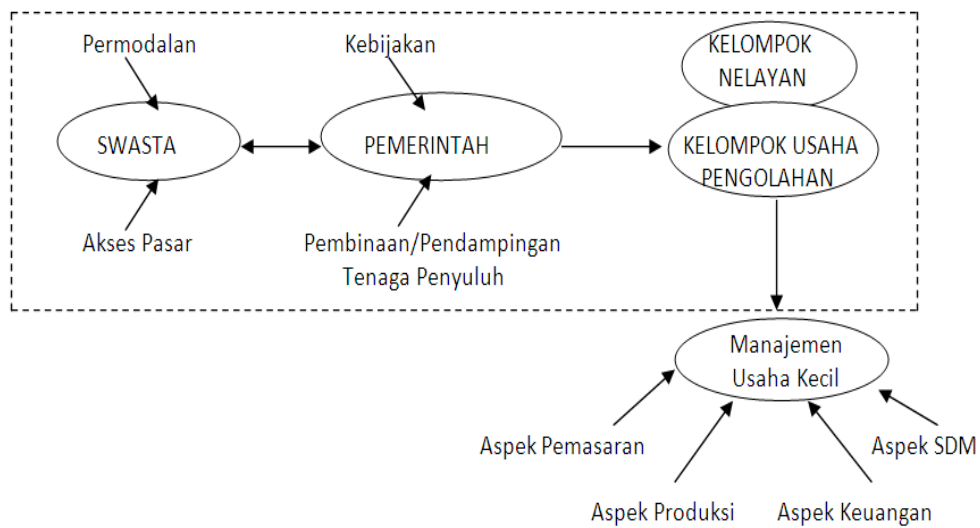 Permodalan
Kebijakan
KELOMPOK
NELAYAN
SWASTA
PEMERINTAH
KELOMPOK USAHA
PENGOLAHAN
Akses Pasar
Pembinaan/Pendampingan
Tenaga Penyuluh
Manajemen
Usaha Kecil
Aspek Pemasaran
Aspek SDM
Aspek Produksi
Aspek Keuangan